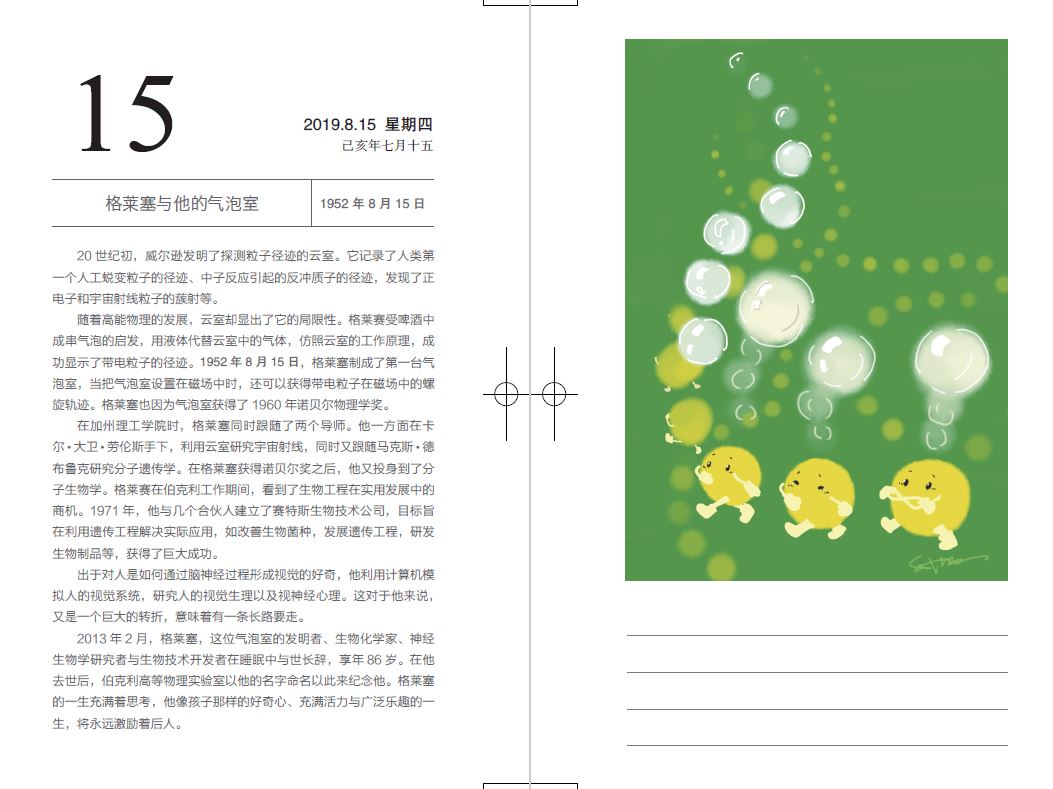 15
2019.8.15 星期四
己亥年七月十五
格莱塞与他的气泡室
1952 年 8 月 15 日
20 世纪初，威尔逊发明了探测粒子径迹的云室。它记录了人类第
一个人工蜕变粒子的径迹、中子反应引起的反冲质子的径迹，发现了正
电子和宇宙射线粒子的蔟射等。
随着高能物理的发展，云室却显出了它的局限性。格莱赛受啤酒中
成串气泡的启发，用液体代替云室中的气体，仿照云室的工作原理，成
功显示了带电粒子的径迹。1952 年 8 月 15 日，格莱塞制成了第一台气
泡室，当把气泡室设置在磁场中时，还可以获得带电粒子在磁场中的螺
旋轨迹。格莱塞也因为气泡室获得了 1960 年诺贝尔物理学奖。
在加州理工学院时，格莱塞同时跟随了两个导师。他一方面在卡
尔·大卫·劳伦斯手下，利用云室研究宇宙射线，同时又跟随马克斯·德
布鲁克研究分子遗传学。在格莱塞获得诺贝尔奖之后，他又投身到了分
子生物学。格莱赛在伯克利工作期间，看到了生物工程在实用发展中的
商机。1971 年，他与几个合伙人建立了赛特斯生物技术公司，目标旨
在利用遗传工程解决实际应用，如改善生物菌种，发展遗传工程，研发
生物制品等，获得了巨大成功。
出于对人是如何通过脑神经过程形成视觉的好奇，他利用计算机模
拟人的视觉系统，研究人的视觉生理以及视神经心理。这对于他来说，
又是一个巨大的转折，意味着有一条长路要走。
2013 年 2 月，格莱塞，这位气泡室的发明者、生物化学家、神经
生物学研究者与生物技术开发者在睡眠中与世长辞，享年 86 岁。在他
去世后，伯克利高等物理实验室以他的名字命名以此来纪念他。格莱塞
的一生充满着思考，他像孩子那样的好奇心、充满活力与广泛乐趣的一
生，将永远激励着后人。